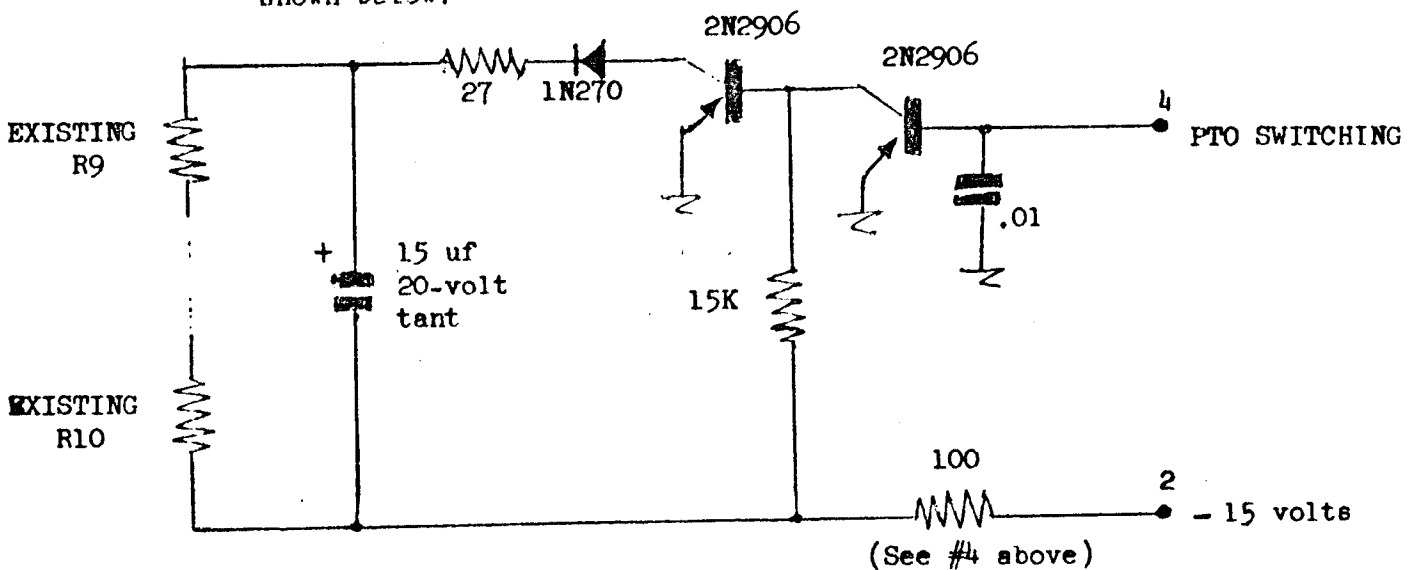 2N2906
2N2906
27
1N270
4
PTO SWITCHING
EXISTING
R9
.01
+
15 uf
20-volt
tant
15K
EXISTING
R10
100
2
- 15 volts
(See #4 above)